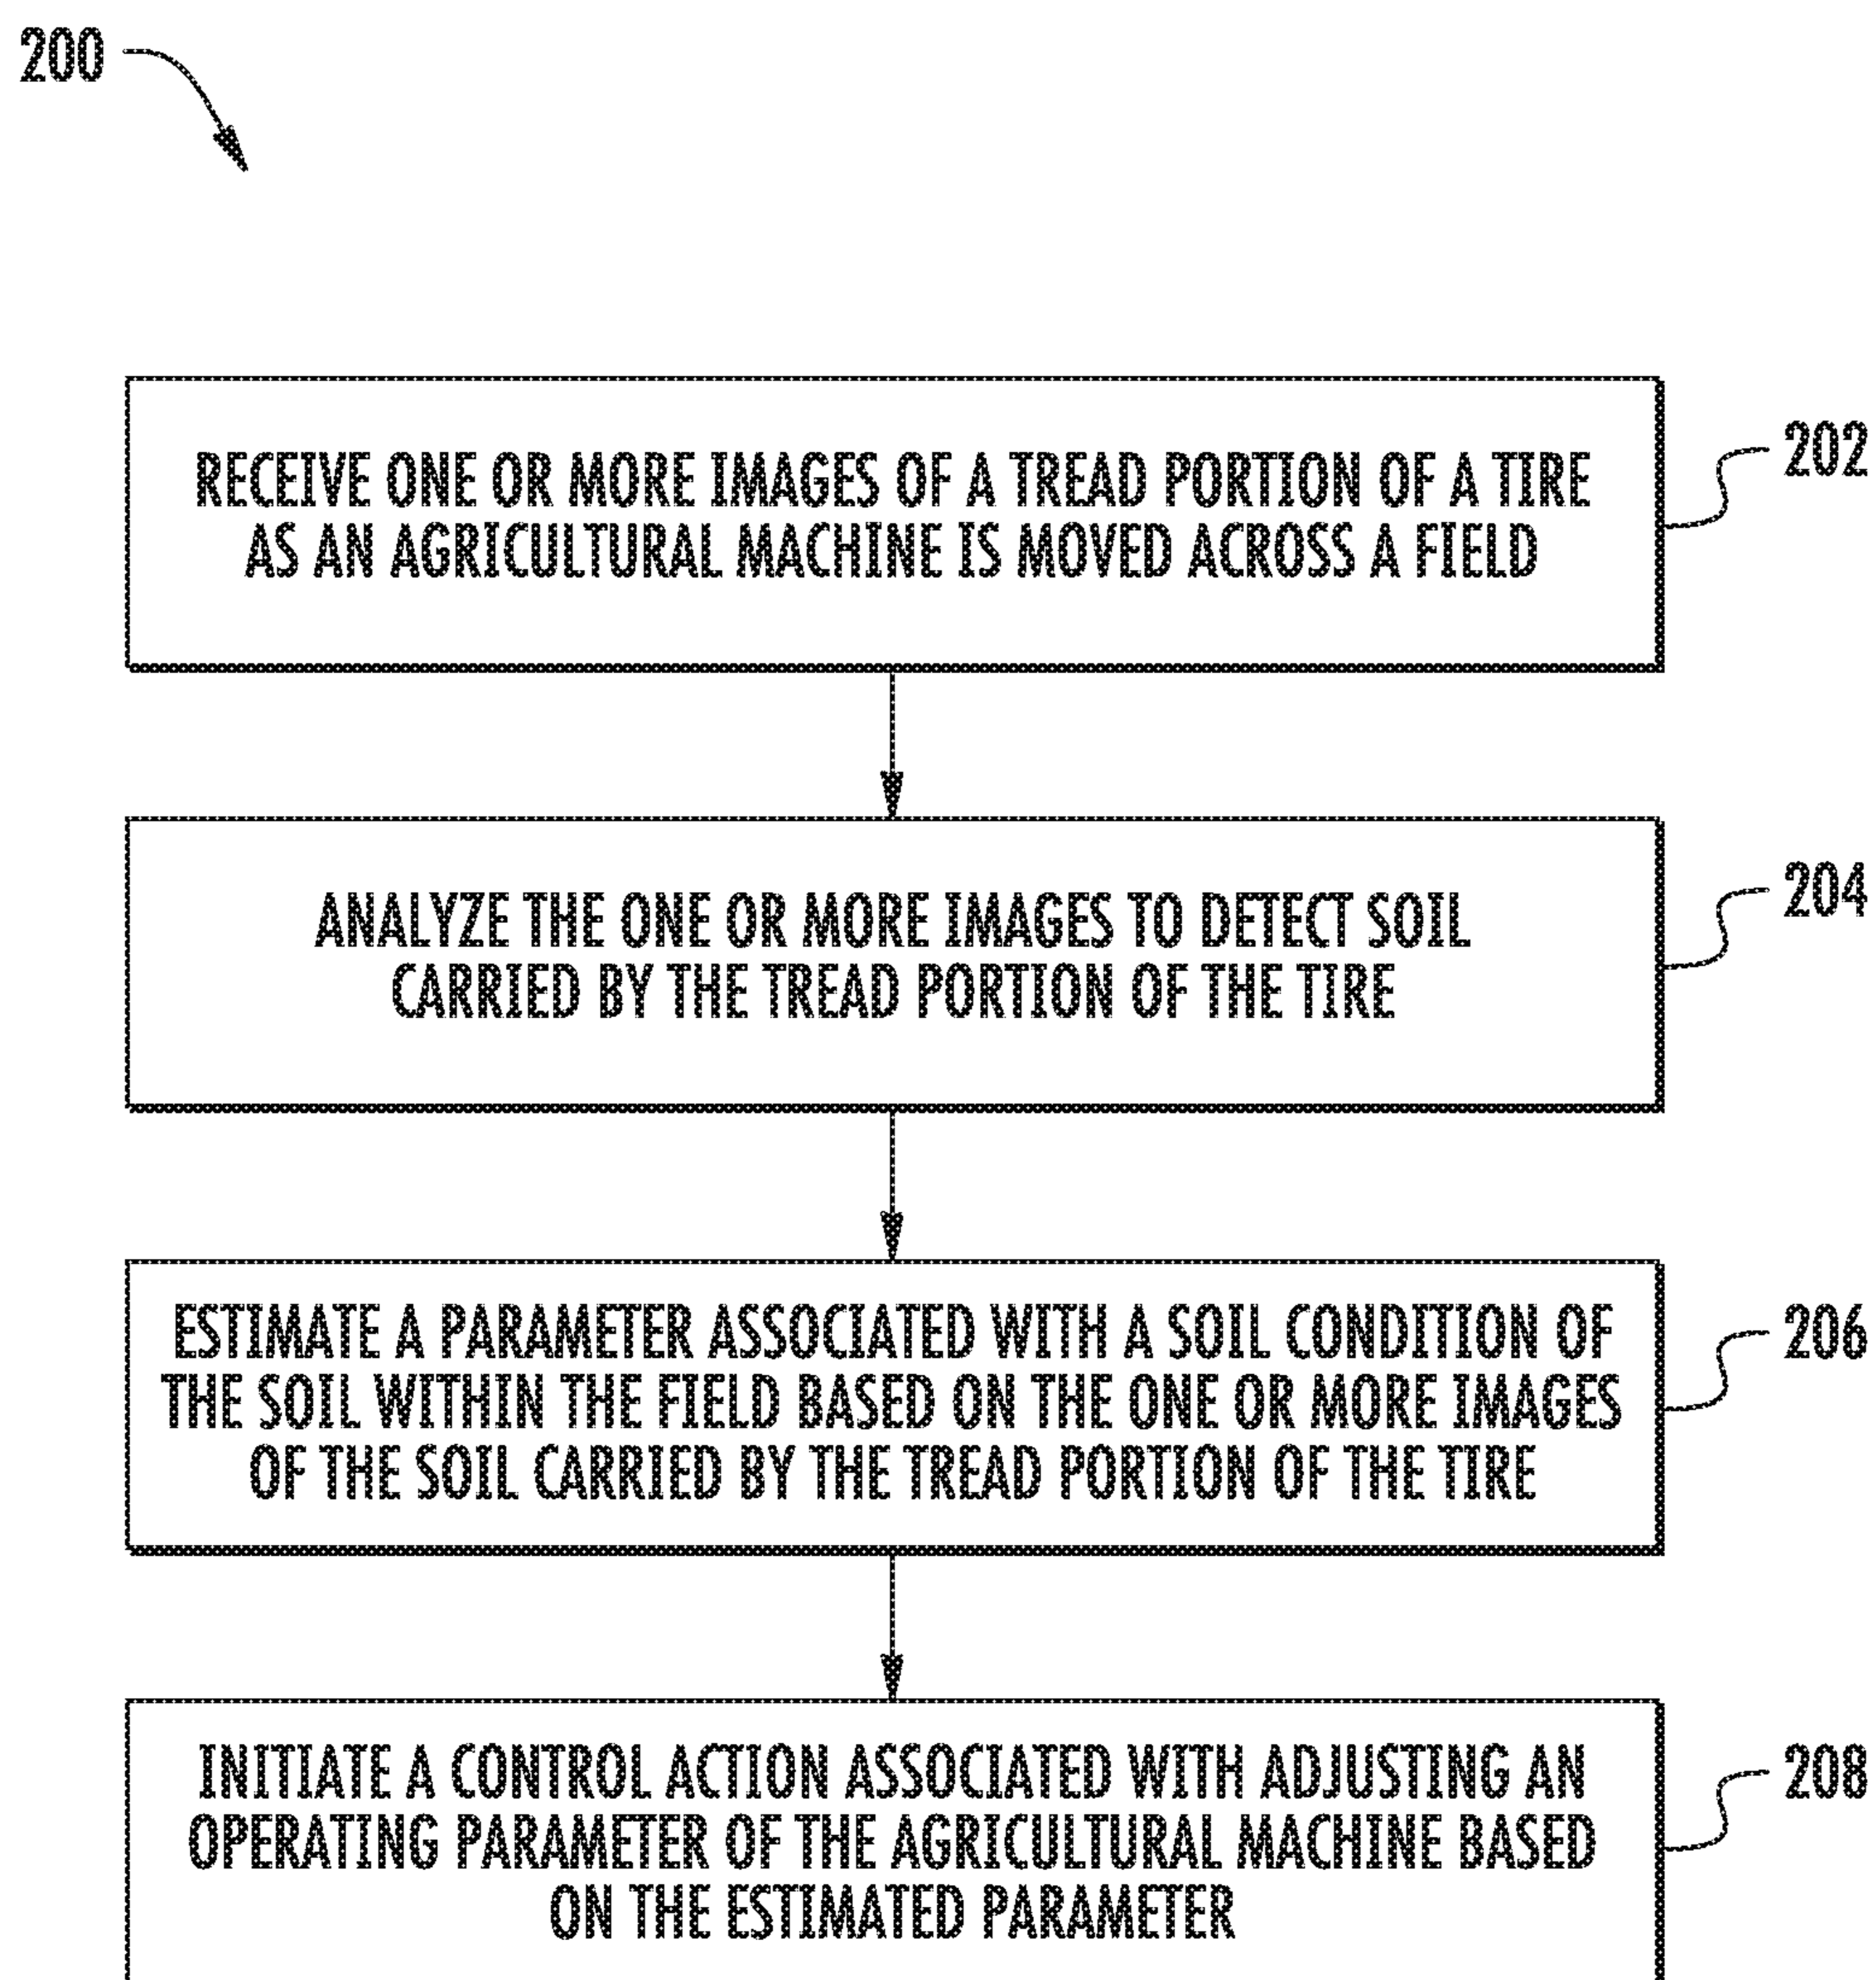 200
RECEIVE ONE OR MORE IMAGES OF A TREAD PORTION OF A TIRE
AS AN AGRICULTURAL MACHINE IS MOVED ACROSS A FIELD
202
ANALYZE THE ONE OR MORE IMAGES TO DETECT SOIL
CARRIED BY THE TREAD PORTION OF THE TIRE
204
ESTIMATE A PARAMETER ASSOCIATED WITH A SOIL CONDITION OF
THE SOIL WITHIN THE FIELD BASED ON THE ONE OR MORE IMAGES
OF THE SOIL CARRIED BY THE TREAD PORTION OF THE TIRE
206
INITIATE A CONTROL ACTION ASSOCIATED WITH ADJUSTING AN
OPERATING PARAMETER OF THE AGRICULTURAL MACHINE BASED
ON THE ESTIMATED PARAMETER
208